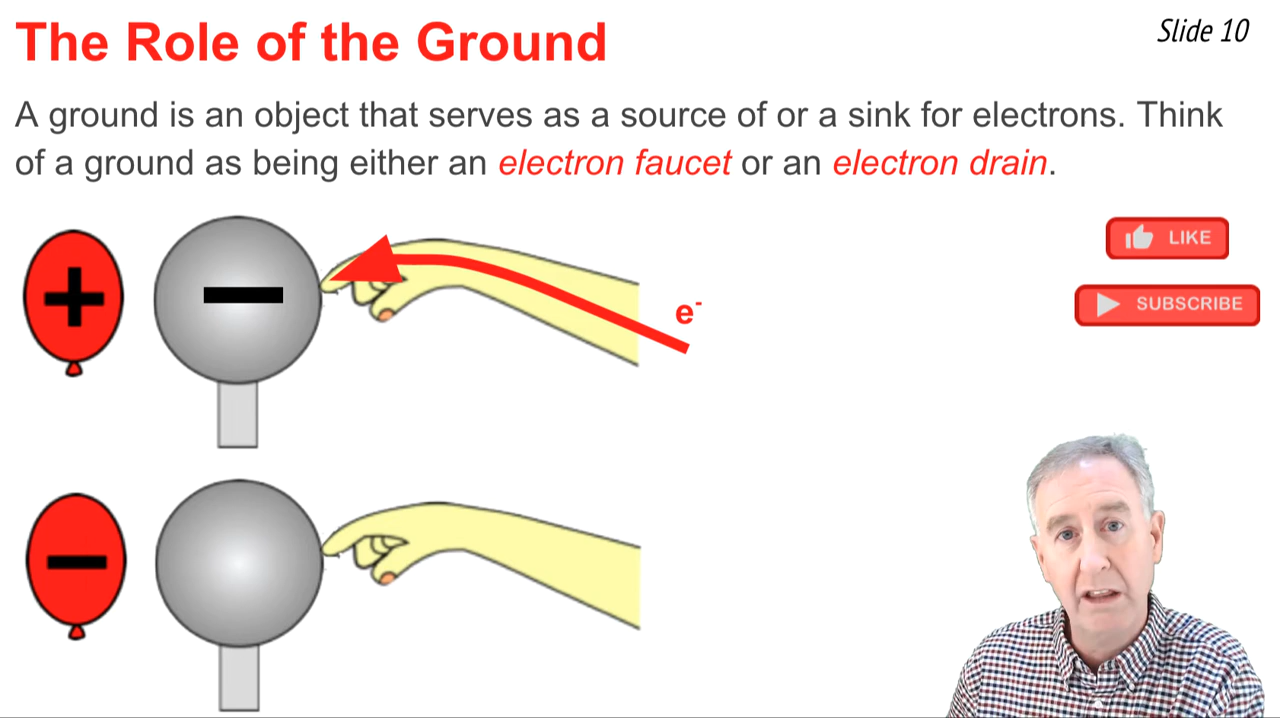 The Role of the Ground
Slide 10
A ground is an object that serves as a source of or a sink for electrons. Think
of a ground as being either an electron faucet or an electron drain.
+
−
e-
LIKE
SUBSCRIBE
−